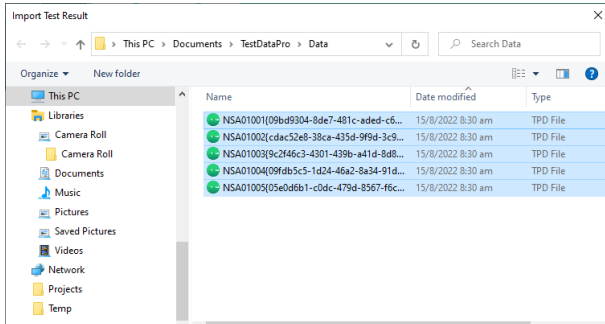 Import Test Result
This PC > Documents > TestDataPro > Data
Search Data
Organize
New folder
This PC
Libraries
Camera Roll
Camera Roll
Documents
Music
Pictures
Saved Pictures
Videos
Network
Projects
Temp
Name Date modified Type
NSA01001{09bd9304-8de7-481c-aded-c6... 15/8/2022 8:30 am TPD File
NSA01002{cdac52e8-38ca-435d-9f9d-3c9... 15/8/2022 8:30 am TPD File
NSA01003{9c2f46c3-4301-439b-a41d-8d8... 15/8/2022 8:30 am TPD File
NSA01004{09fdb5c5-1d24-46a2-8a34-91d... 15/8/2022 8:30 am TPD File
NSA01005{05e0d6b1-c0dc-479d-8567-f6c... 15/8/2022 8:30 am TPD File